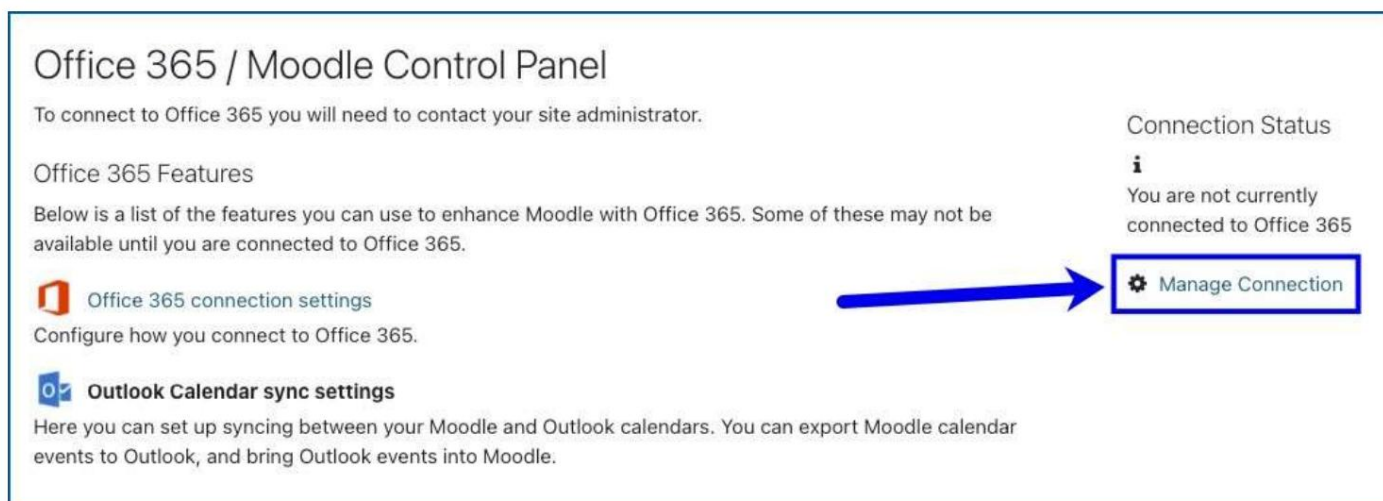 Office 365 / Moodle Control Panel
To connect to Office 365 you will need to contact your site administrator.
Office 365 Features
Below is a list of the features you can use to enhance Moodle with Office 365. Some of these may not be
available until you are connected to Office 365.
Office 365 connection settings
Configure how you connect to Office 365.
Outlook Calendar sync settings
Here you can set up syncing between your Moodle and Outlook calendars. You can export Moodle calendar
events to Outlook, and bring Outlook events into Moodle.
Connection Status
You are not currently
connected to Office 365
Manage Connection